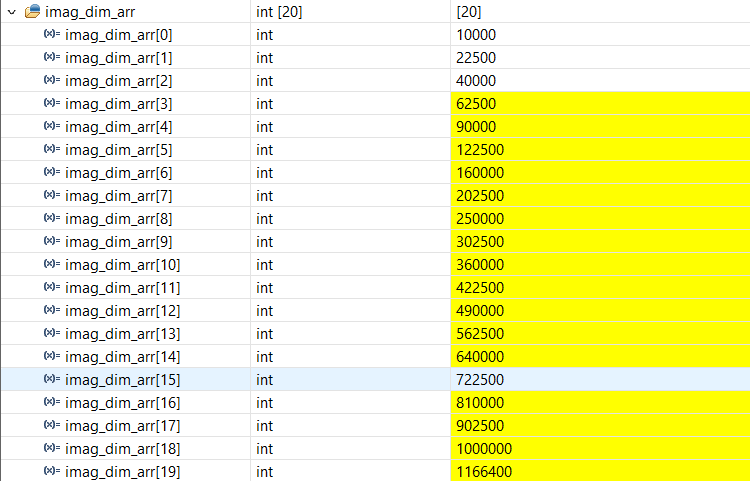 imag_dim_arr int [20] [20]
(x)= imag_dim_arr[0] int 10000
(x)= imag_dim_arr[1] int 22500
(x)= imag_dim_arr[2] int 40000
(x)= imag_dim_arr[3] int 62500
(x)= imag_dim_arr[4] int 90000
(x)= imag_dim_arr[5] int 122500
(x)= imag_dim_arr[6] int 160000
(x)= imag_dim_arr[7] int 202500
(x)= imag_dim_arr[8] int 250000
(x)= imag_dim_arr[9] int 302500
(x)= imag_dim_arr[10] int 360000
(x)= imag_dim_arr[11] int 422500
(x)= imag_dim_arr[12] int 490000
(x)= imag_dim_arr[13] int 562500
(x)= imag_dim_arr[14] int 640000
(x)= imag_dim_arr[15] int 722500
(x)= imag_dim_arr[16] int 810000
(x)= imag_dim_arr[17] int 902500
(x)= imag_dim_arr[18] int 1000000
(x)= imag_dim_arr[19] int 1166400